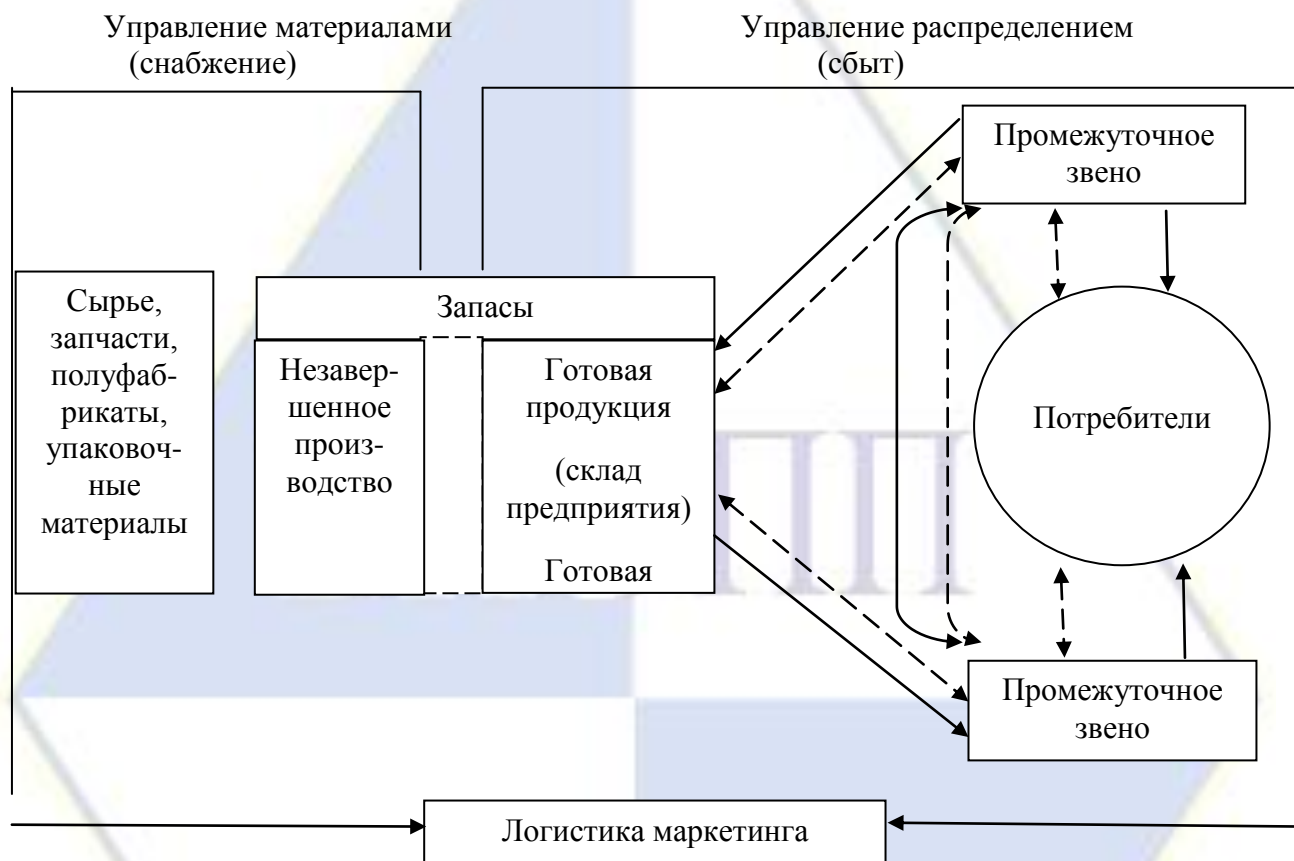 Управление материалами
(снабжение)
Управление распределением
(сбыт)
Промежуточное
звено
Сырье,
запчасти,
полуфаб-
рикаты,
упаковоч-
ные
материалы
Запасы
Незавер-
шенное
произ-
водство
Готовая
продукция
(склад
предприятия)
Готовая
Потребители
ПП
Промежуточное
звено
Логистика маркетинга